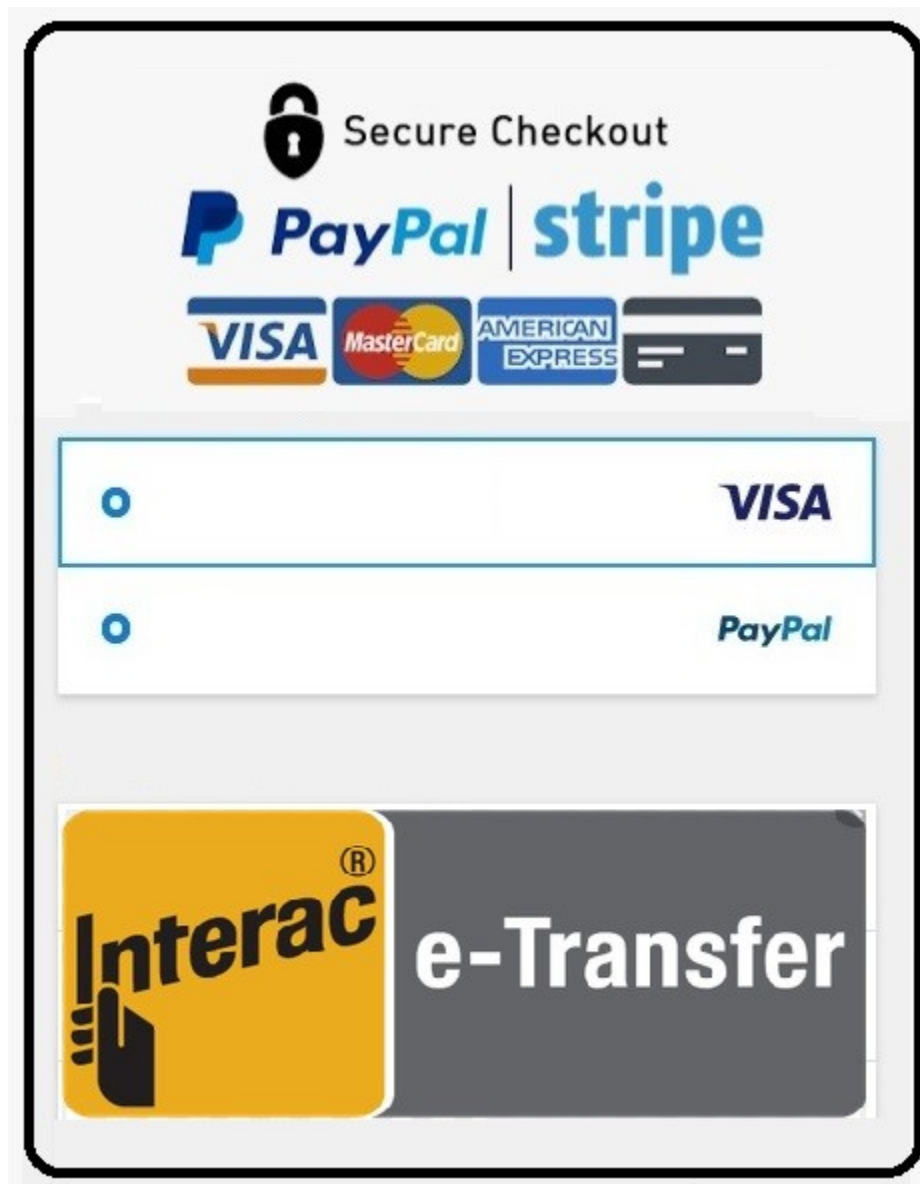 Secure Checkout
PayPal | stripe
VISA MasterCard AMERICAN EXPRESS
VISA
PayPal
Interac® e-Transfer